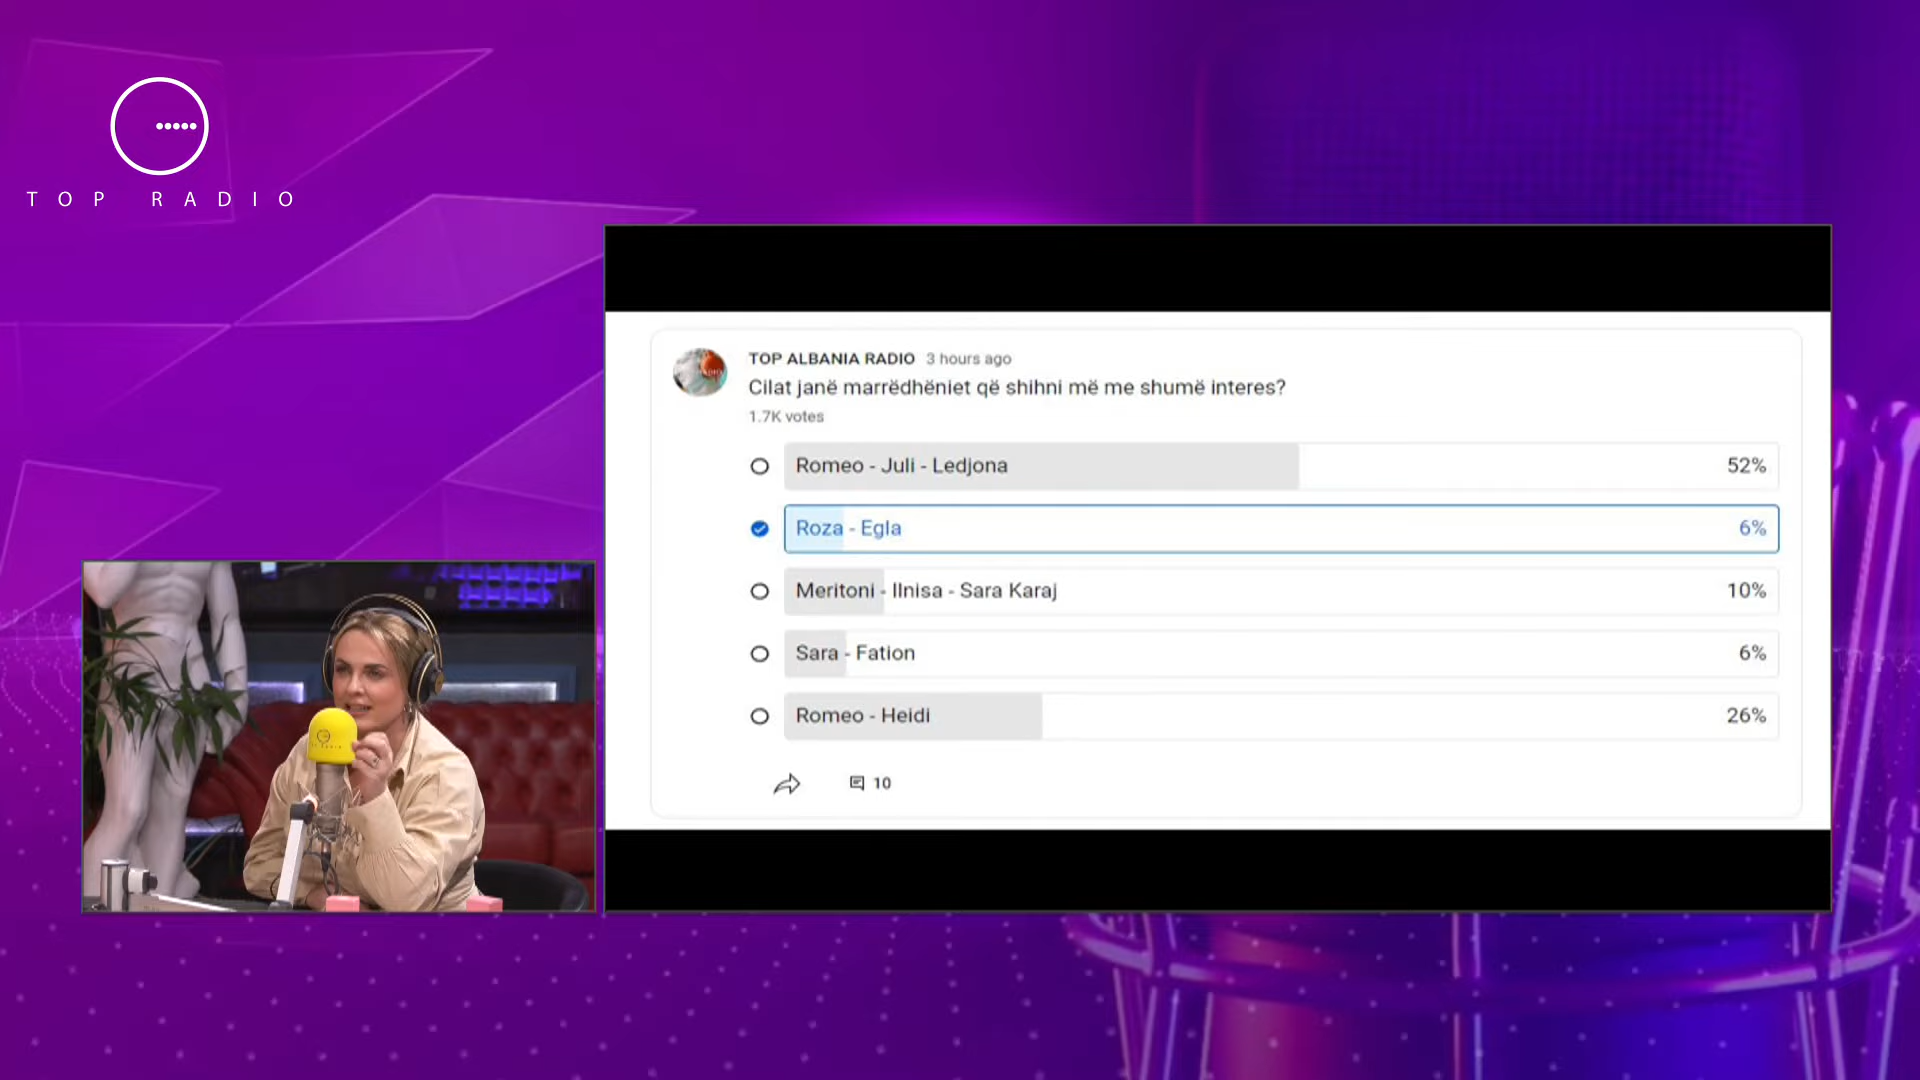 TOP RADIO
TOP ALBANIA RADIO 3 hours ago
Cilat janë marrëdhëniet që shihni më me shumë interes?
1.7K votes
Romeo - Juli - Ledjona 52%
Roza - Egla 6%
Meritoni - Ilnisa - Sara Karaj 10%
Sara - Fation 6%
Romeo - Heidi 26%
10